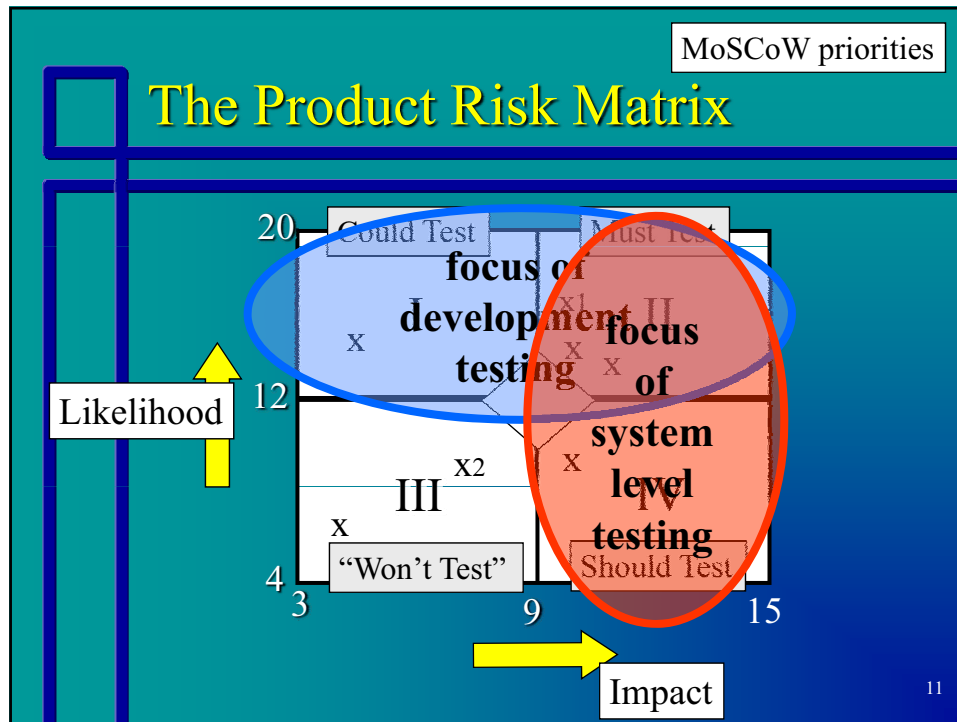 MoSCoW priorities
The Product Risk Matrix
20
Could Test
Must Test
focus of
development
testing
I
x1
II
x
x
x
focus
of
system
level
testing
Likelihood
12
x2
x
III
IV
x
4
“Won’t Test”
Should Test
3
9
15
Impact
11